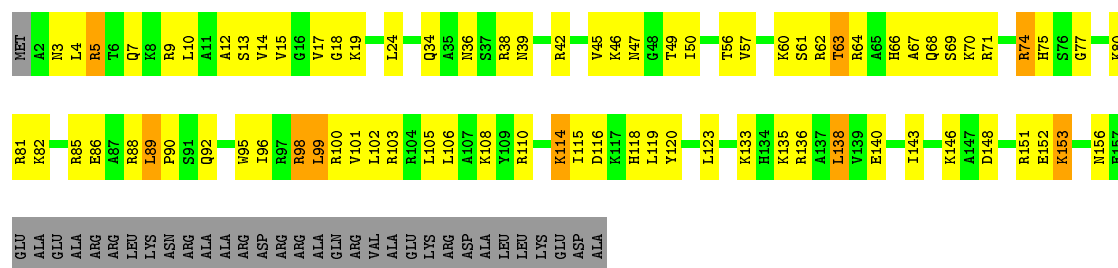 MET A2 N3 L4 R5 T6 Q7 K8 R9 L10 A11 A12 S13 V14 V15 G16 V17 G18 K19 L24 Q34 A35 N36 S37 R38 N39 R42 V45 K46 N47 G48 T49 I50 T56 V57 K60 S61 R62 T63 R64 A65 H66 A67 Q68 S69 K70 R71 R74 H75 S76 G77 K80
R81 K82 R85 E86 A87 R88 L89 P90 S91 Q92 W95 I96 R97 R98 L99 R100 V101 L102 R103 R104 L105 L106 A107 K108 Y109 R110 K114 I115 D116 K117 H118 L119 Y120 L123 K133 H134 K135 R136 A137 L138 V139 E140 I143 K146 A147 D148 R151 E152 K153 N156 E157
GLU ALA GLU ALA ARG ARG LEU LYS ASN ARG ALA ALA ARG ASP ARG ARG ALA GLN ARG VAL ALA GLU LYS ARG ASP ALA LEU LEU LYS GLU ASP ALA